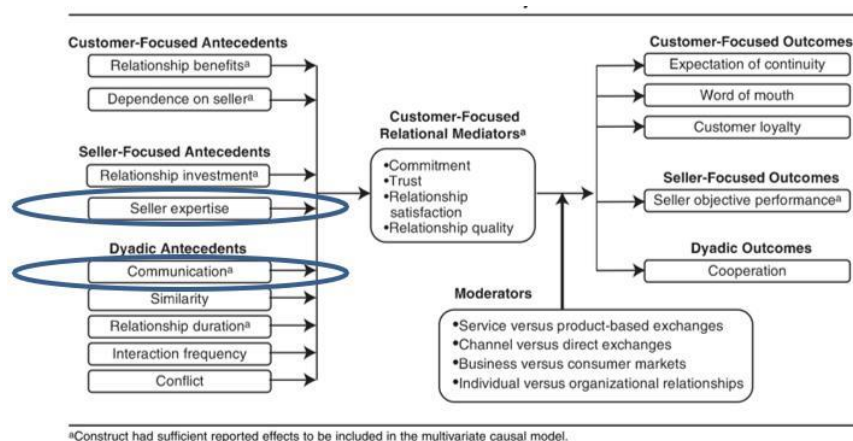 Customer-Focused Antecedents
Relationship benefitsᵃ
Dependence on sellerᵃ
Seller-Focused Antecedents
Relationship investmentᵃ
Seller expertise
Dyadic Antecedents
Communicationᵃ
Similarity
Relationship durationᵃ
Interaction frequency
Conflict
Customer-Focused
Relational Mediatorsᵃ
•Commitment
•Trust
•Relationship
satisfaction
•Relationship quality
Moderators
•Service versus product-based exchanges
•Channel versus direct exchanges
•Business versus consumer markets
•Individual versus organizational relationships
Customer-Focused Outcomes
Expectation of continuity
Word of mouth
Customer loyalty
Seller-Focused Outcomes
Seller objective performanceᵃ
Dyadic Outcomes
Cooperation
ᵃConstruct had sufficient reported effects to be included in the multivariate causal model.